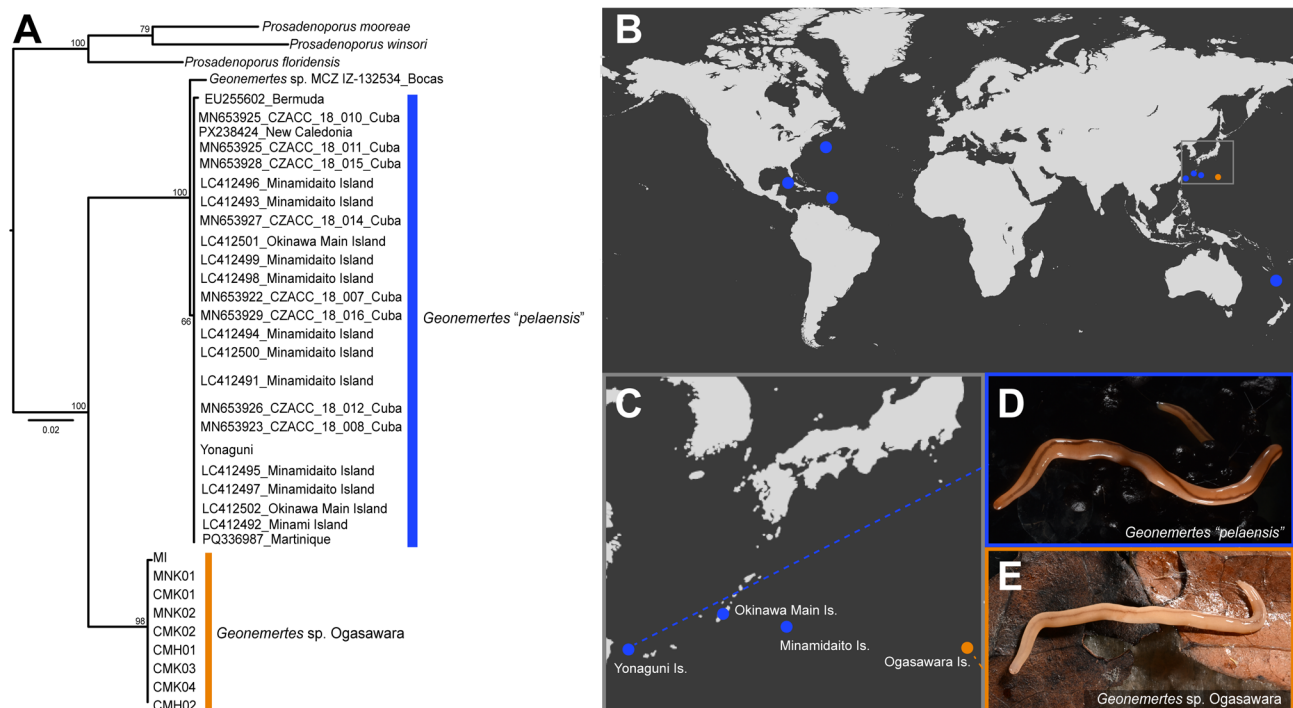 A
Prosadenoporus mooreae
79
Prosadenoporus winsori
100
Prosadenoporus floridensis
Geonemertes sp. MCZ IZ-132534_Bocas
EU255602_Bermuda
MN653925_CZACC_18_010_Cuba
PX238424_New Caledonia
MN653925_CZACC_18_011_Cuba
MN653928_CZACC_18_015_Cuba
LC412496_Minamidaito Island
100
LC412493_Minamidaito Island
MN653927_CZACC_18_014_Cuba
LC412501_Okinawa Main Island
LC412499_Minamidaito Island
LC412498_Minamidaito Island
MN653922_CZACC_18_007_Cuba
MN653929_CZACC_18_016_Cuba
66
Geonemertes "pelaensis"
LC412494_Minamidaito Island
LC412500_Minamidaito Island
LC412491_Minamidaito Island
100
MN653926_CZACC_18_012_Cuba
0.02
MN653923_CZACC_18_008_Cuba
Yonaguni
LC412495_Minamidaito Island
LC412497_Minamidaito Island
LC412502_Okinawa Main Island
LC412492_Minami Island
PQ336987_Martinique
MI
MNK01
CMK01
MNK02
98
CMK02
Geonemertes sp. Ogasawara
CMH01
CMK03
CMK04
CMH02
B
C
Okinawa Main Is.
Minamidaito Is.
Yonaguni Is.
Ogasawara Is.
D
Geonemertes "pelaensis"
E
Geonemertes sp. Ogasawara